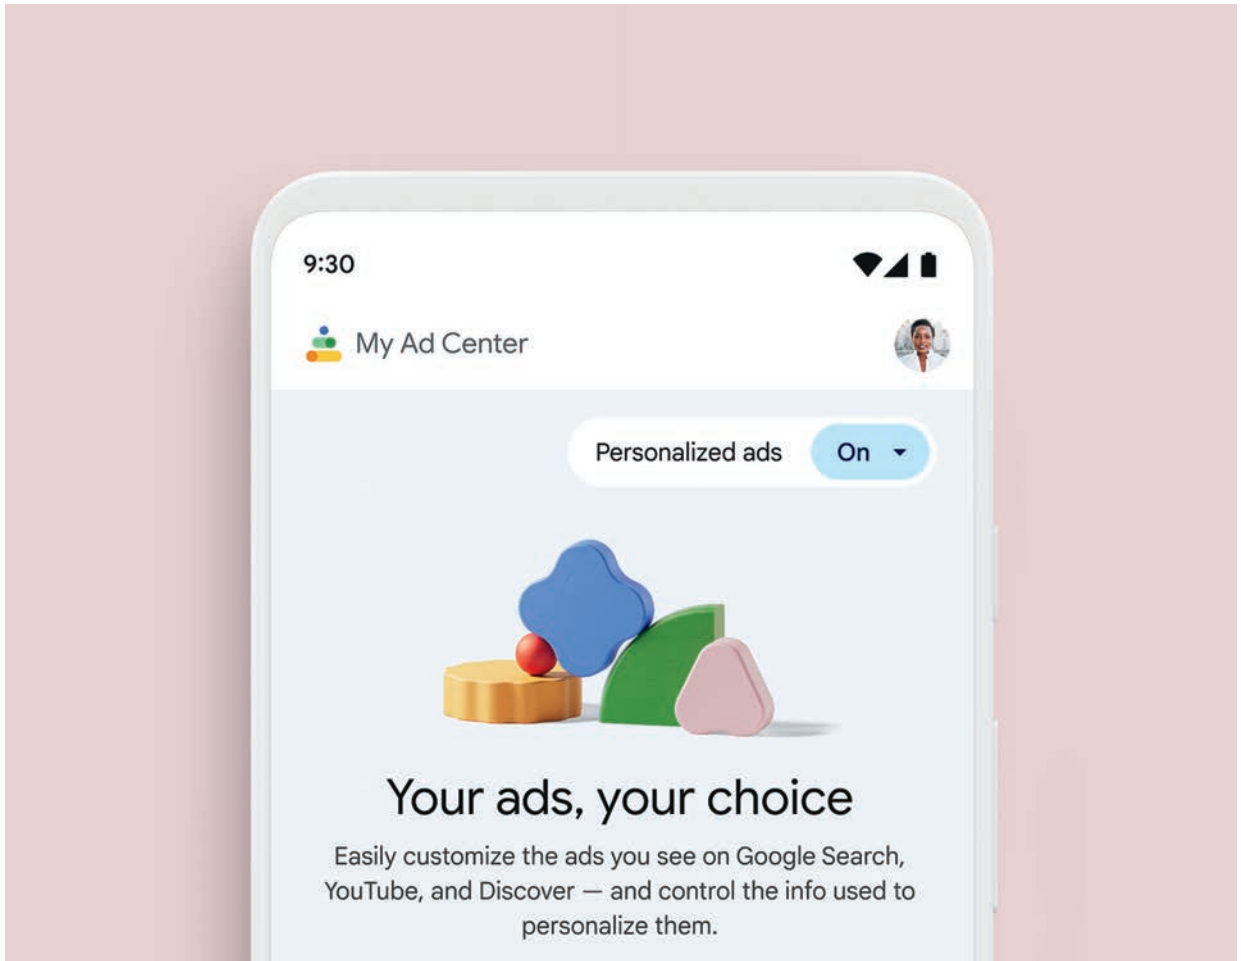 9:30
My Ad Center
Personalized ads On
Your ads, your choice
Easily customize the ads you see on Google Search,
YouTube, and Discover — and control the info used to
personalize them.